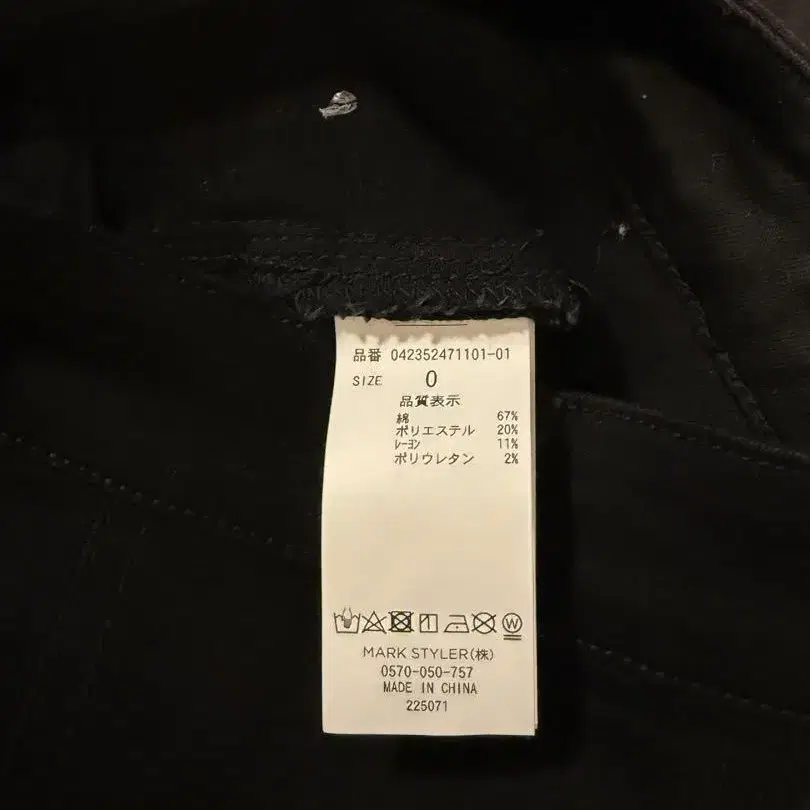 品番 042352471101-01
SIZE 0
品質表示
綿 67%
ポリエステル 20%
レーヨン 11%
ポリウレタン 2%
W
MARK STYLER(株)
0570-050-757
MADE IN CHINA
225071